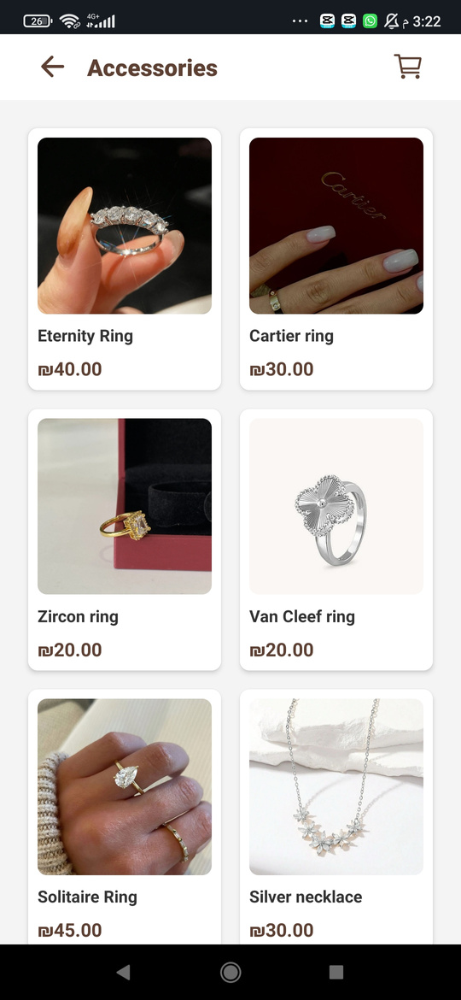 26 4G+ ... م 3:22
Accessories
Cartier
Eternity Ring
Cartier ring
₪40.00
₪30.00
Zircon ring
Van Cleef ring
₪20.00
₪20.00
Solitaire Ring
Silver necklace
₪45.00
₪30.00